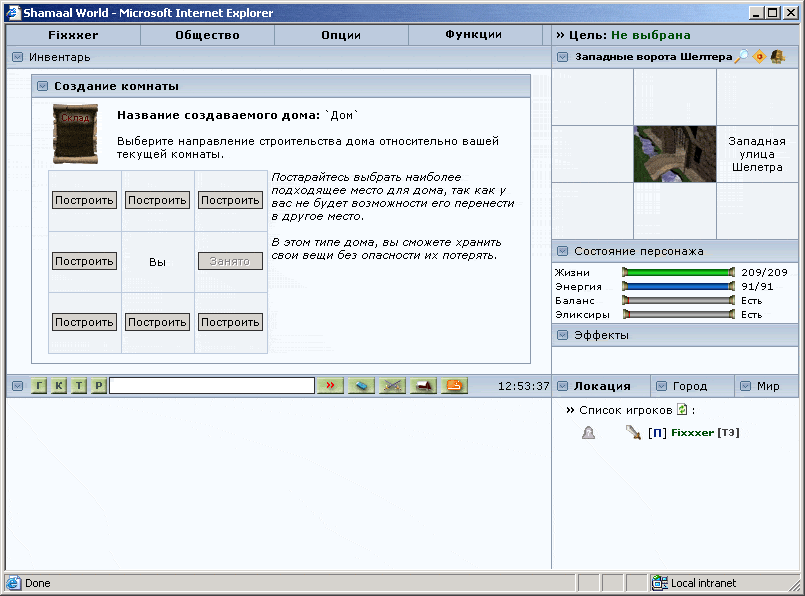 Shamaal World - Microsoft Internet Explorer
Fixxxer Общество Опции Функции
» Цель: Не выбрана
Инвентарь
Западные ворота Шелтера
Создание комнаты
Склад
Название создаваемого дома: `Дом`
Выберите направление строительства дома относительно вашей
текущей комнаты.
Западная
улица
Шелетра
Построить Построить Построить
Построить Вы Занято
Построить Построить Построить
Постарайтесь выбрать наиболее
подходящее место для дома, так как у
вас не будет возможности его перенести
в другое место.
В этом типе дома, вы сможете хранить
свои вещи без опасности их потерять.
Состояние персонажа
Жизни 209/209
Энергия 91/91
Баланс Есть
Эликсиры Есть
Эффекты
Г К Т Р 12:53:37
Локация Город Мир
» Список игроков :
[П] Fixxxer [ТЭ]
Done Local intranet